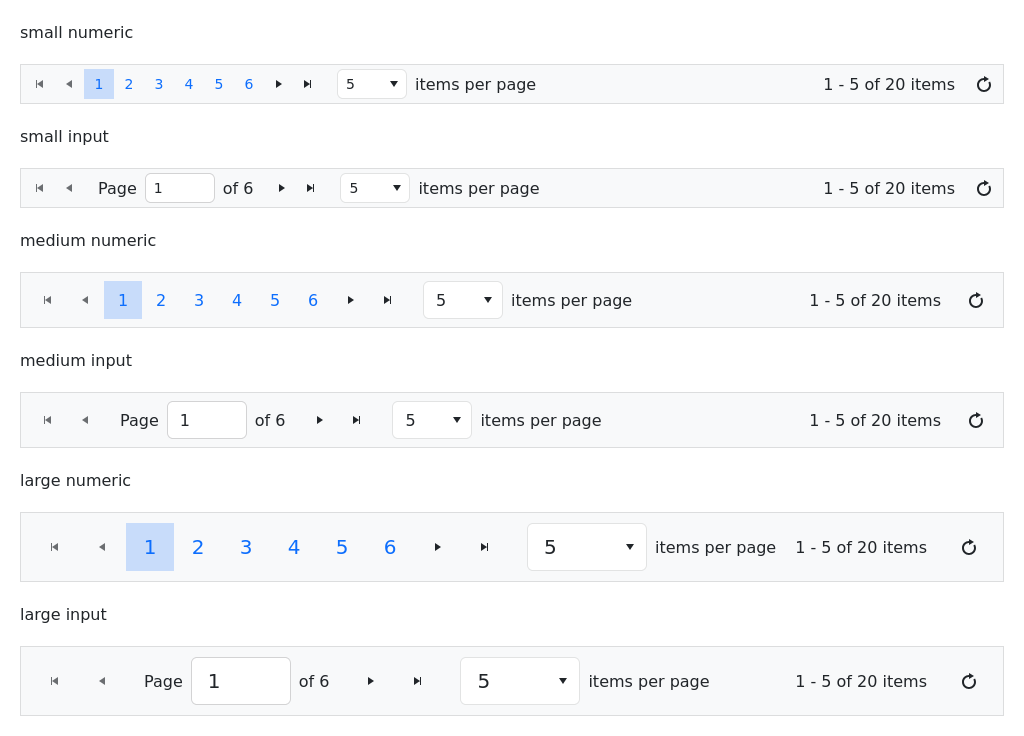 small numeric
1 2 3 4 5 6 5 items per page 1 - 5 of 20 items
small input
Page 1 of 6 5 items per page 1 - 5 of 20 items
medium numeric
1 2 3 4 5 6 5 items per page 1 - 5 of 20 items
medium input
Page 1 of 6 5 items per page 1 - 5 of 20 items
large numeric
1 2 3 4 5 6 5 items per page 1 - 5 of 20 items
large input
Page 1 of 6 5 items per page 1 - 5 of 20 items